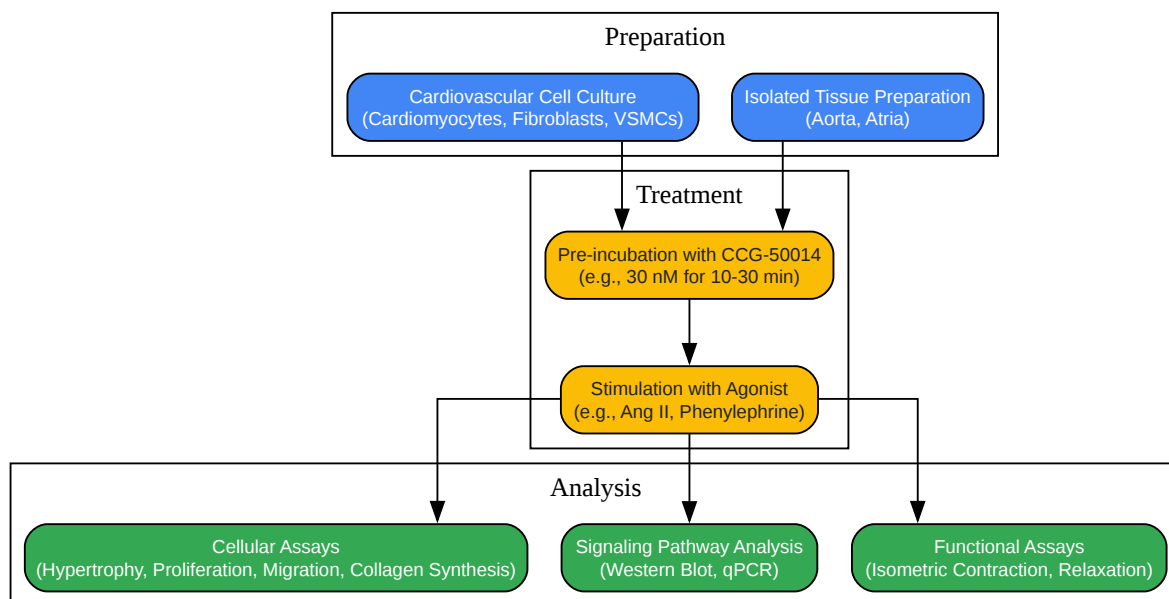 Preparation
Cardiovascular Cell Culture
(Cardiomyocytes, Fibroblasts, VSMCs)
Isolated Tissue Preparation
(Aorta, Atria)
Treatment
Pre-incubation with CCG-50014
(e.g., 30 nM for 10-30 min)
Stimulation with Agonist
(e.g., Ang II, Phenylephrine)
Analysis
Cellular Assays
(Hypertrophy, Proliferation, Migration, Collagen Synthesis)
Signaling Pathway Analysis
(Western Blot, qPCR)
Functional Assays
(Isometric Contraction, Relaxation)